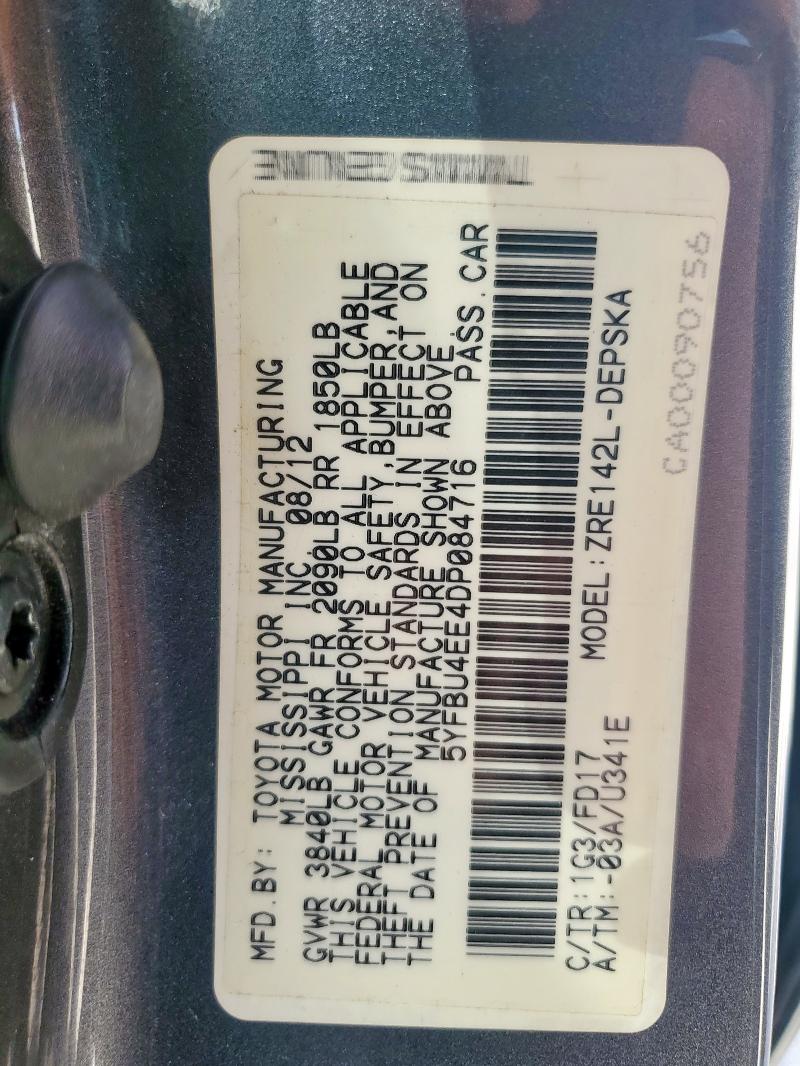 MFD.BY: TOYOTA MOTOR MANUFACTURING
MISSISSIPPI INC 08/12
GVWR 3840LB GAWR FR 2090LB RR 1850LB
THIS VEHICLE CONFORMS TO ALL APPLICABLE
FEDERAL MOTOR VEHICLE SAFETY, BUMPER, AND
THEFT PREVENTION STANDARDS IN EFFECT ON
THE DATE OF MANUFACTURE SHOWN ABOVE.
5YFBU4EE4DP084716 PASS.CAR
C/TR:1G3/FD17 MODEL:ZRE142L-DEPSKA
A/TM:-03A/U341E
CA00090756